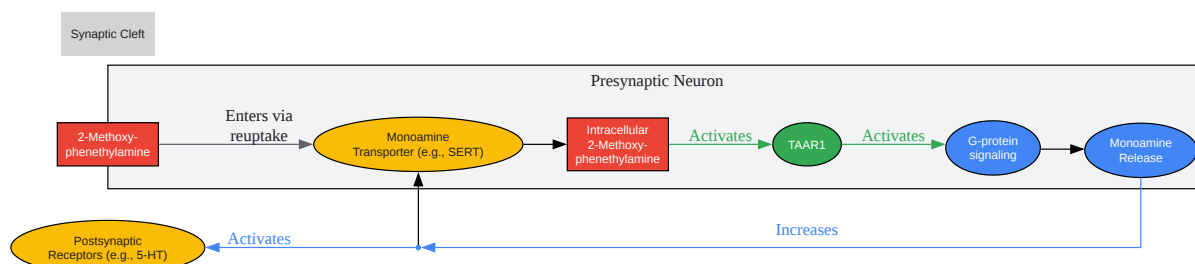 Synaptic Cleft
Presynaptic Neuron
2-Methoxy-
phenethylamine
Enters via
reuptake
Monoamine
Transporter (e.g., SERT)
Intracellular
2-Methoxy-
phenethylamine
Activates
TAAR1
Activates
G-protein
signaling
Monoamine
Release
Postsynaptic
Receptors (e.g., 5-HT)
Activates
Increases